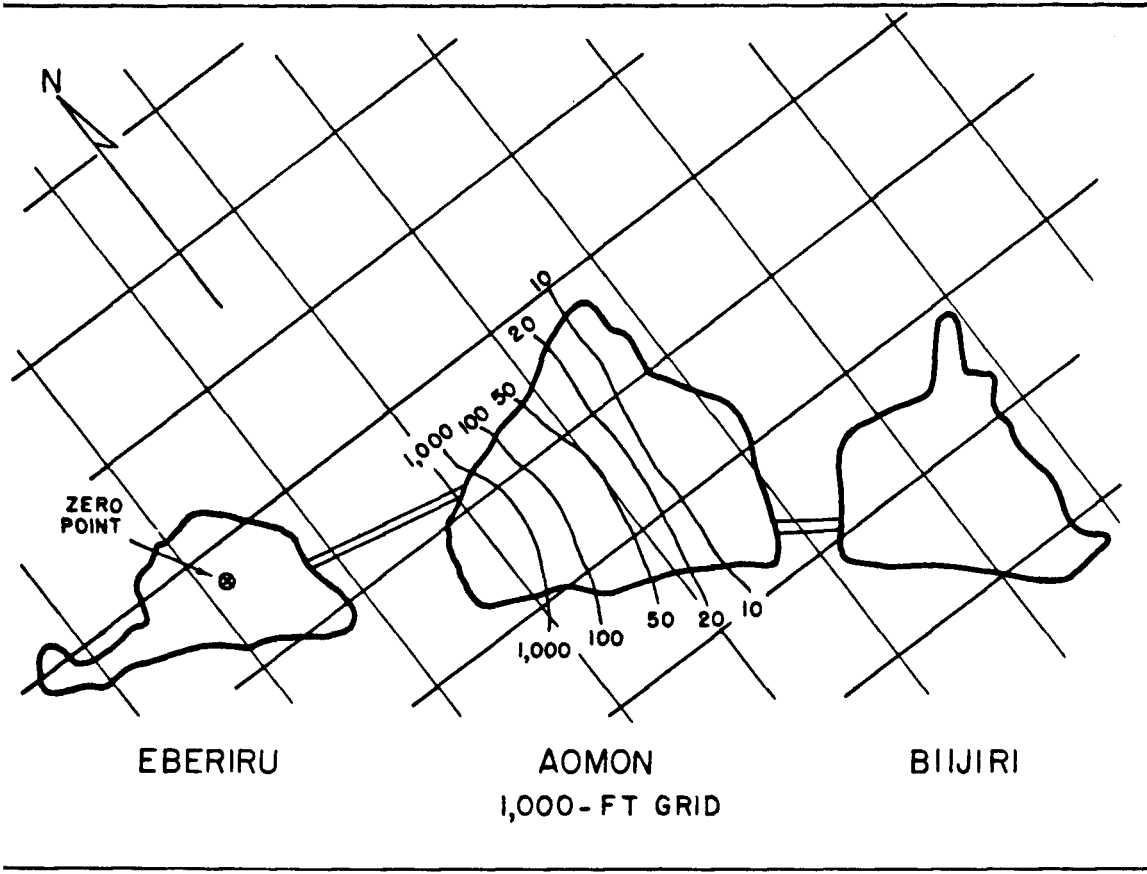 N
10
20
50
100
1,000
ZERO
POINT
1,000
100
50
20
10
EBERIRU
AOMON
BIIJIRI
1,000-FT GRID